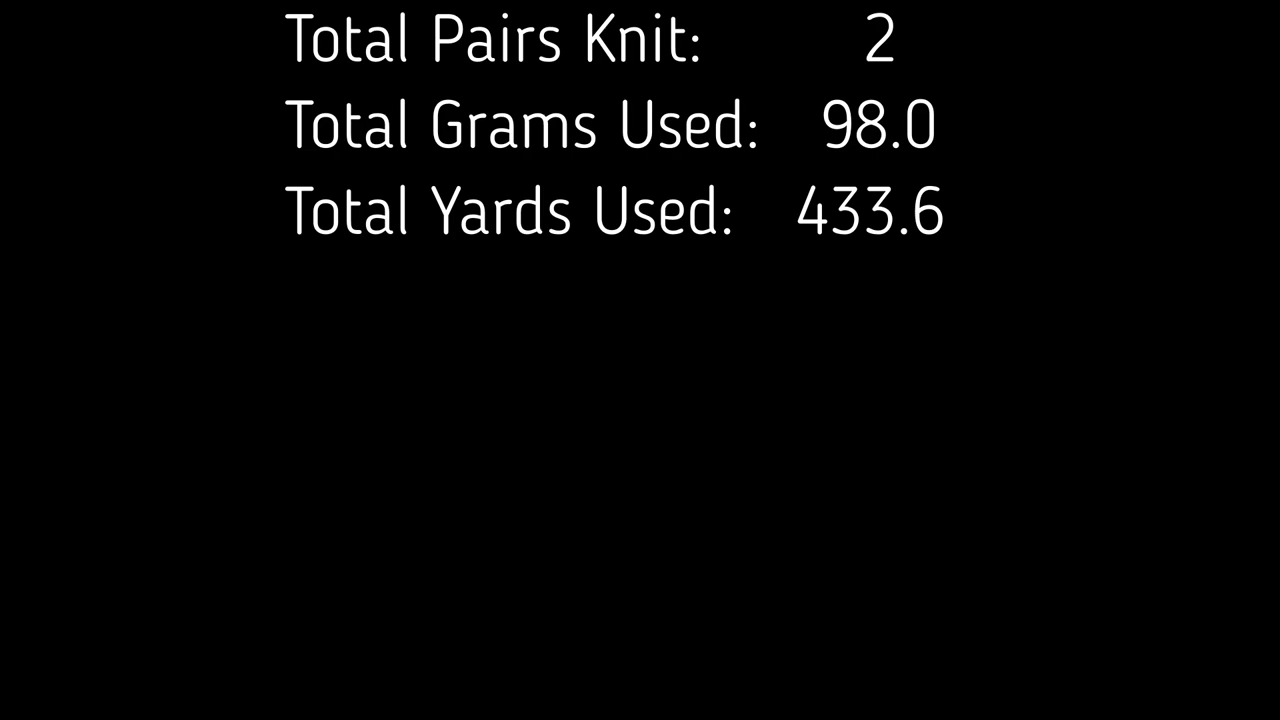 Total Pairs Knit: 2
Total Grams Used: 98.0
Total Yards Used: 433.6